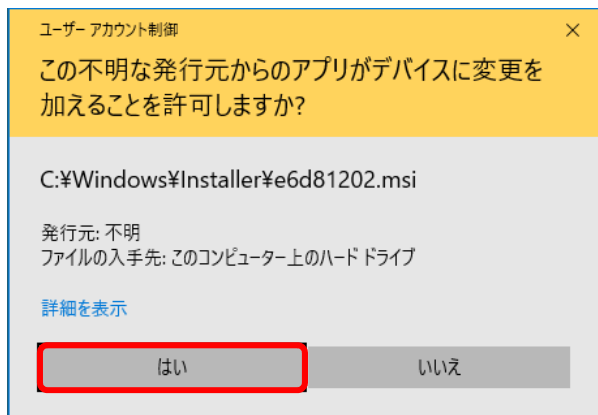 ユーザー アカウント制御
この不明な発行元からのアプリがデバイスに変更を
加えることを許可しますか?
C:¥Windows¥Installer¥e6d81202.msi
発行元: 不明
ファイルの入手先: このコンピューター上のハード ドライブ
詳細を表示
はい
いいえ